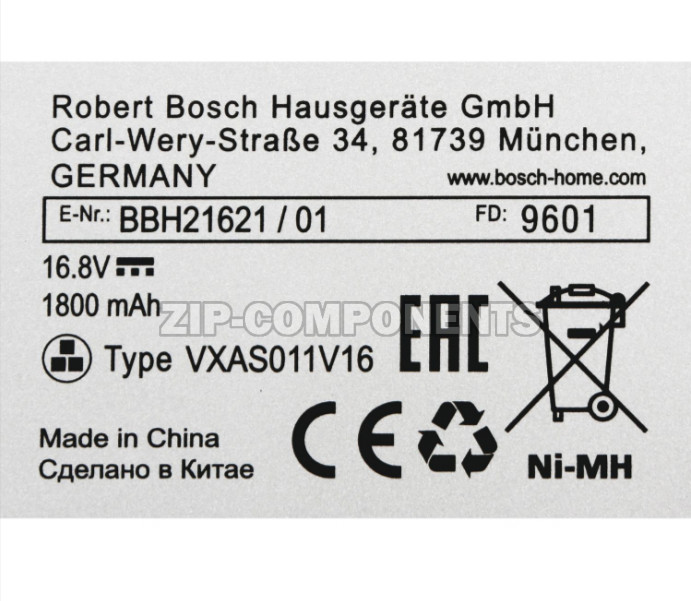 Robert Bosch Hausgeräte GmbH
Carl-Wery-Straße 34, 81739 München,
GERMANY www.bosch-home.com
E-Nr.: BBH21621 / 01 FD: 9601
16.8V
1800 mAh
ZIP-COMPONENTS
EAC
Type VXAS011V16
Made in China
Сделано в Китае
CE
Ni-MH